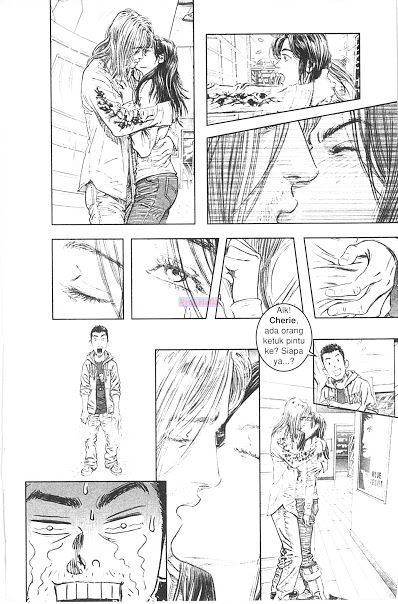 Aik!
Cherie,
ada orang
ketuk pintu
ke? Siapa
ya...?